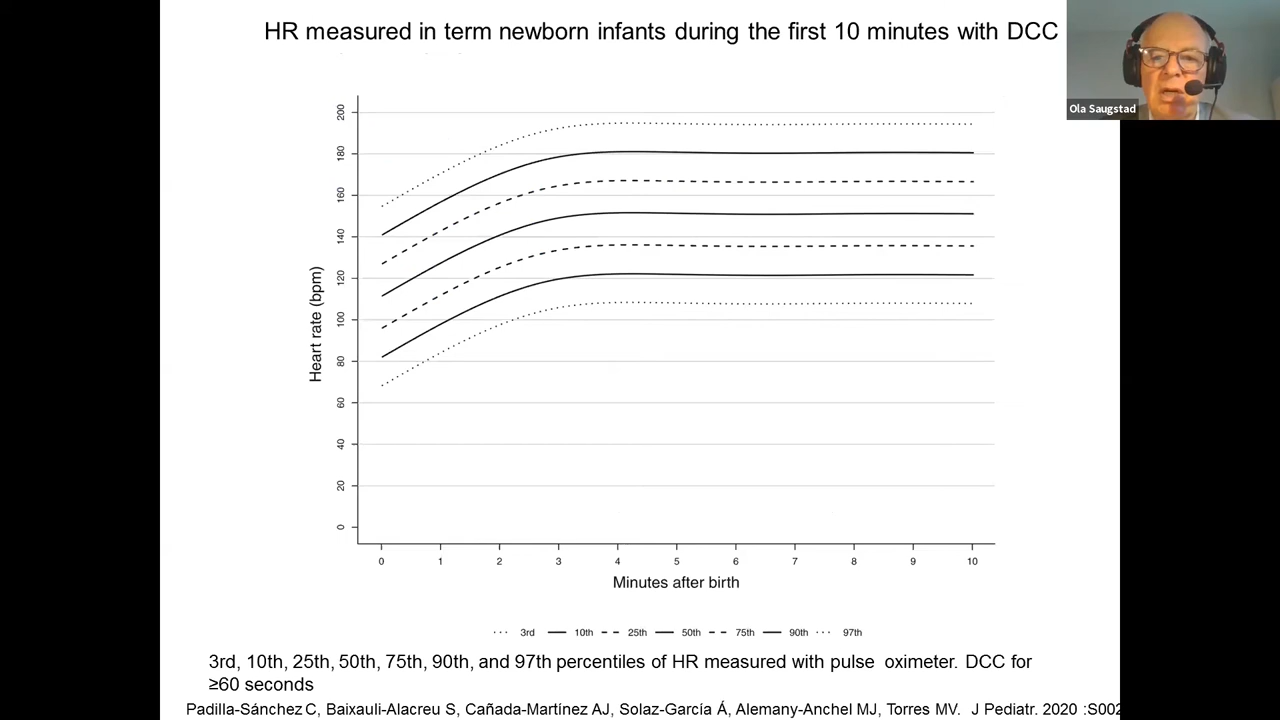 HR measured in term newborn infants during the first 10 minutes with DCC
Ola Saugstad
200
180
160
140
120
100
80
60
40
20
0
Heart rate (bpm)
0 1 2 3 4 5 6 7 8 9 10
Minutes after birth
3rd 10th 25th 50th 75th 90th 97th
3rd, 10th, 25th, 50th, 75th, 90th, and 97th percentiles of HR measured with pulse oximeter. DCC for
≥60 seconds
Padilla-Sánchez C, Baixauli-Alacreu S, Cañada-Martínez AJ, Solaz-García Á, Alemany-Anchel MJ, Torres MV. J Pediatr. 2020 :S002